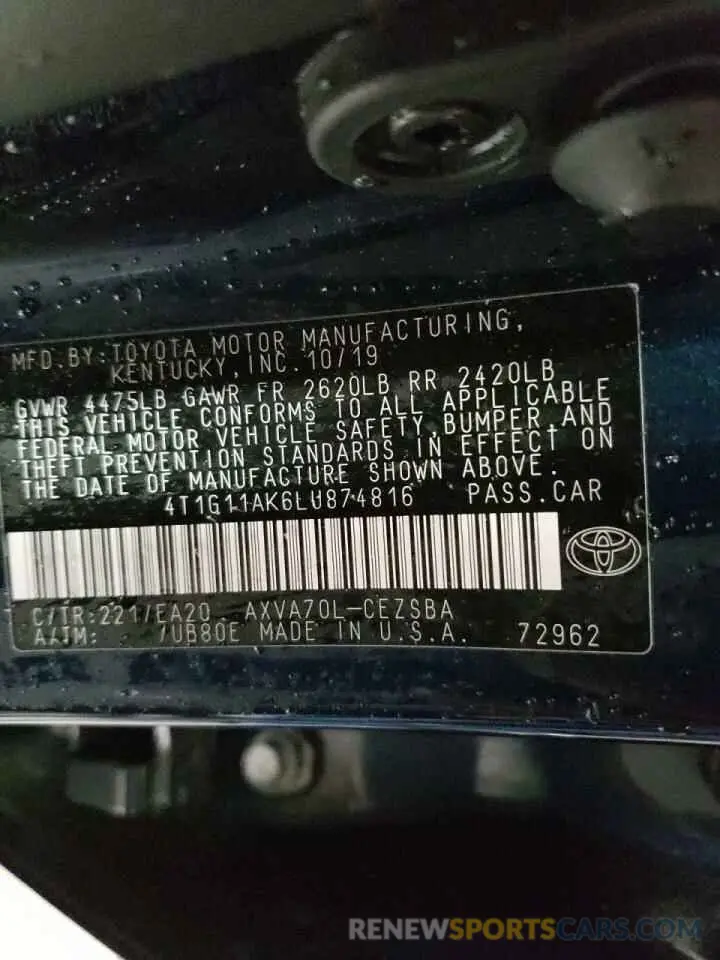 MFD.BY:TOYOTA MOTOR MANUFACTURING,
KENTUCKY, INC. 10/19
GVWR 4475LB GAWR FR 2620LB RR 2420LB
THIS VEHICLE CONFORMS TO ALL APPLICABLE
FEDERAL MOTOR VEHICLE SAFETY, BUMPER,AND
THEFT PREVENTION STANDARDS IN EFFECT ON
THE DATE OF MANUFACTURE SHOWN ABOVE.
4T1G11AK6LU874816 PASS.CAR
C/TR:221/EA20 AXVA70L-CEZSBA
A/TM: /UB80E MADE IN U.S.A. 72962
RENEWSPORTSCARS.COM